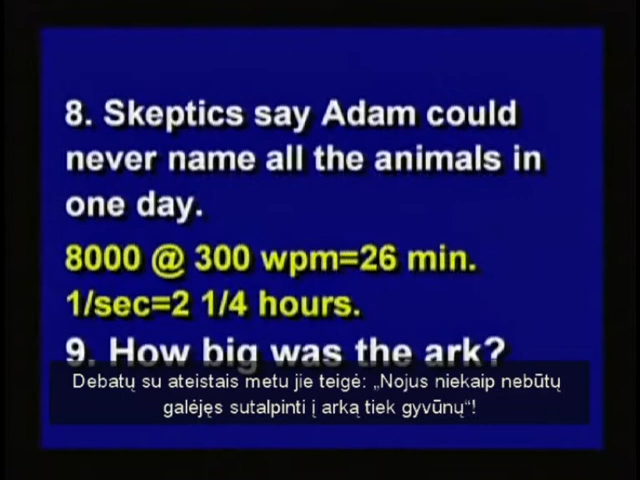 8. Skeptics say Adam could
never name all the animals in
one day.
8000 @ 300 wpm=26 min.
1/sec=2 1/4 hours.
9. How big was the ark?
Debatų su ateistais metu jie teigė: „Nojus niekaip nebūtų
galėjęs sutalpinti į arką tiek gyvūnų“!